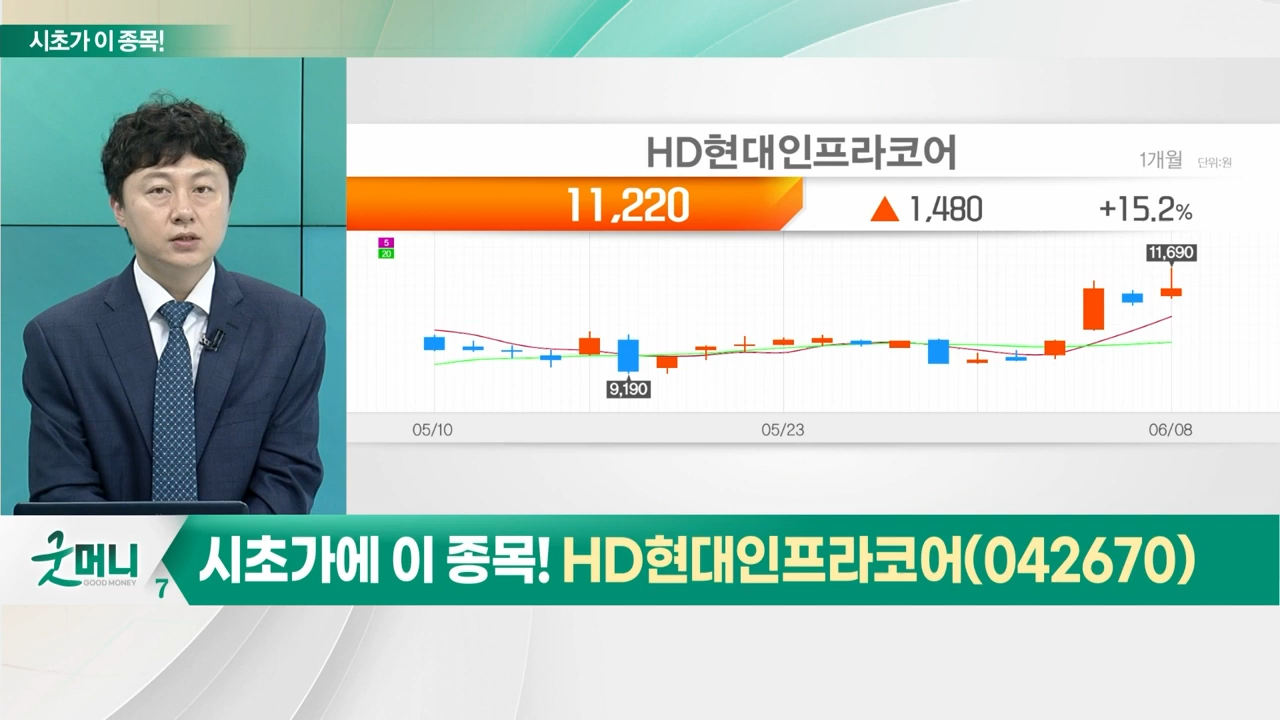 시초가 이 종목!
HD현대인프라코어
1개월 단위:원
11,220 ▲ 1,480 +15.2%
5
20
11,690
9,190
05/10 05/23 06/08
굿머니 GOOD MONEY 7
시초가에 이 종목! HD현대인프라코어(042670)